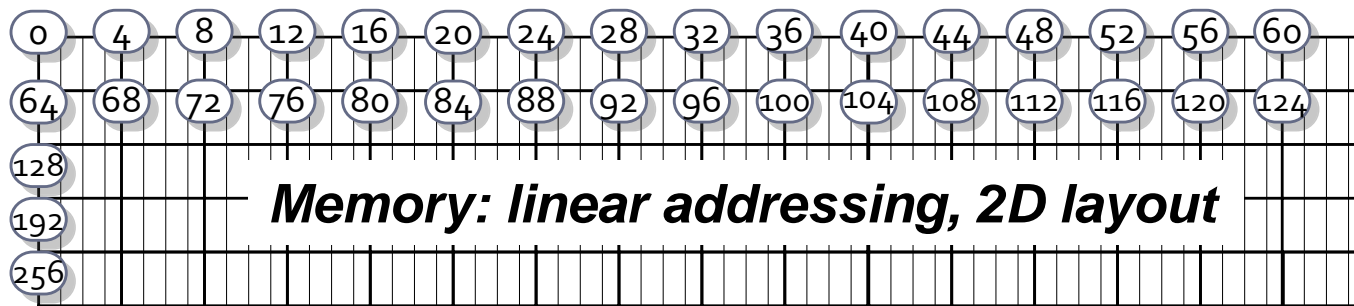 0 4 8 12 16 20 24 28 32 36 40 44 48 52 56 60
64 68 72 76 80 84 88 92 96 100 104 108 112 116 120 124
128
Memory: linear addressing, 2D layout
192
256